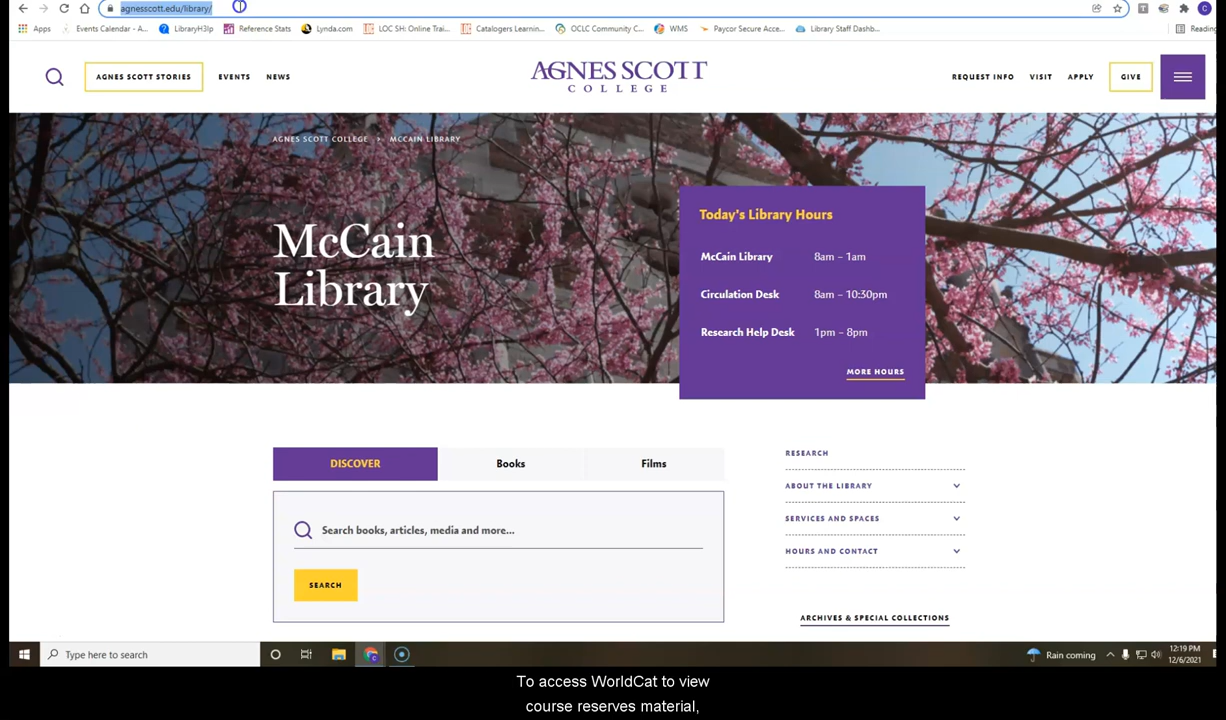 agnesscott.edu/library/
Apps Events Calendar - A... LibraryH3lp Reference Stats Lynda.com LOC SH: Online Trai... Catalogers Learnin... OCLC Community C... WMS Paycor Secure Acce... Library Staff Dashb... Reading
AGNES SCOTT STORIES EVENTS NEWS AGNES SCOTT COLLEGE REQUEST INFO VISIT APPLY GIVE
AGNES SCOTT COLLEGE > MCCAIN LIBRARY
McCain
Library
Today's Library Hours
McCain Library 8am – 1am
Circulation Desk 8am – 10:30pm
Research Help Desk 1pm – 8pm
MORE HOURS
DISCOVER Books Films
Search books, articles, media and more...
SEARCH
RESEARCH
ABOUT THE LIBRARY
SERVICES AND SPACES
HOURS AND CONTACT
ARCHIVES & SPECIAL COLLECTIONS
Type here to search
Rain coming
12:19 PM
12/6/2021
To access WorldCat to view
course reserves material,